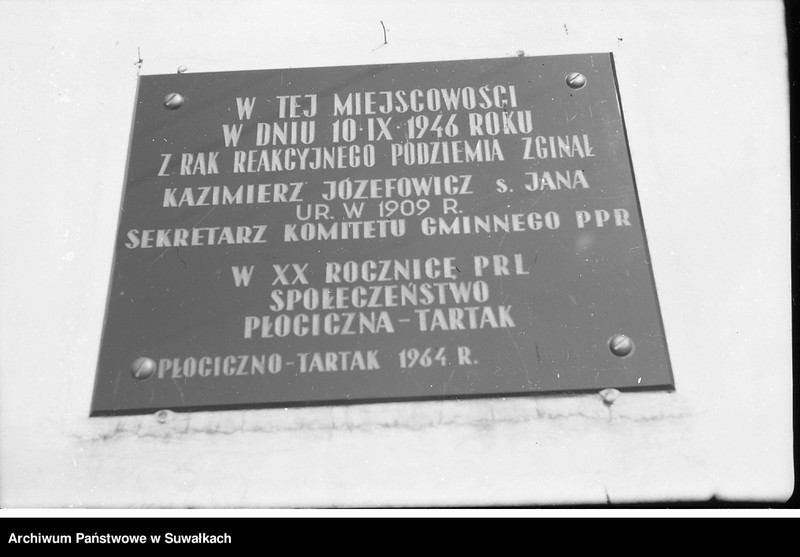 W TEJ MIEJSCOWOŚCI
W DNIU 10·IX·1946 ROKU
Z RĄK REAKCYJNEGO PODZIEMIA ZGINĄŁ
KAZIMIERZ JÓZEFOWICZ s. JANA
UR. W 1909 R.
SEKRETARZ KOMITETU GMINNEGO PPR
W XX ROCZNICĘ PRL
SPOŁECZEŃSTWO
PŁOCICZNA-TARTAK
PŁOCICZNO-TARTAK 1964 R.
Archiwum Państwowe w Suwałkach